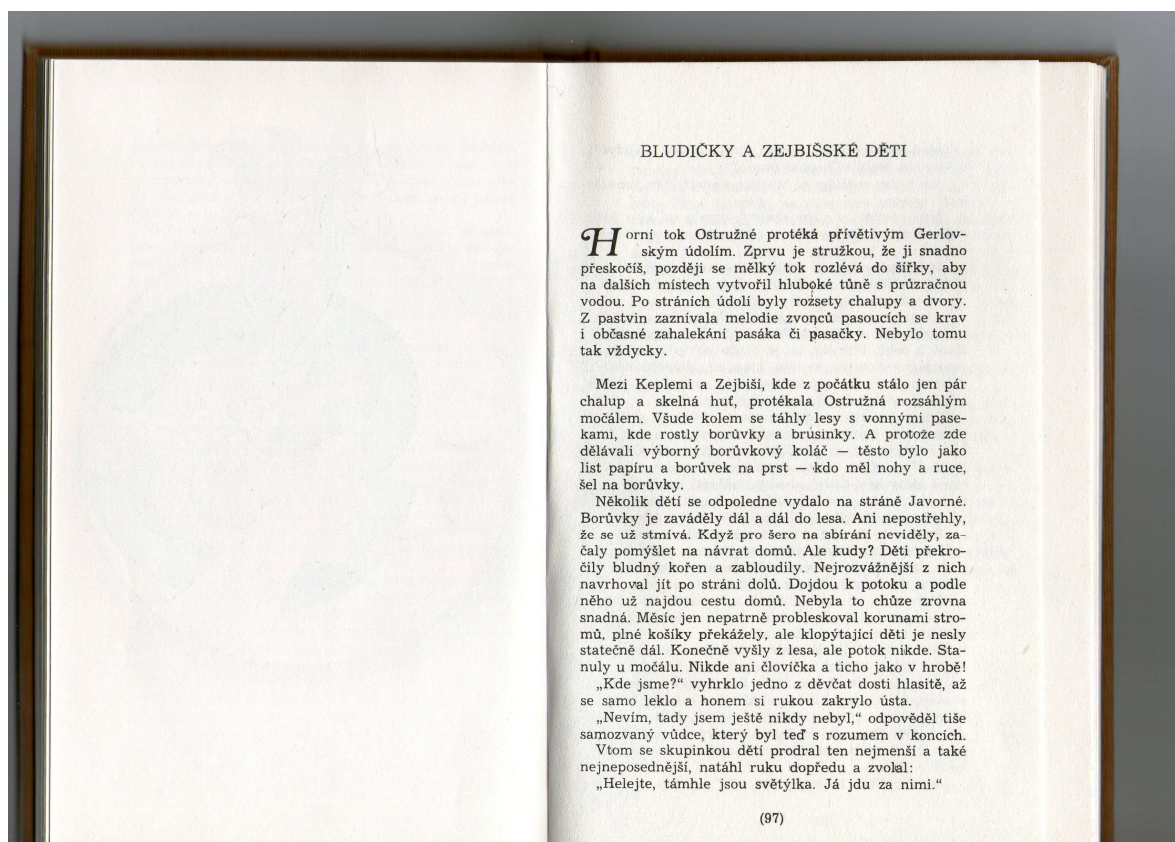 BLUDIČKY A ZEJBIŠSKÉ DĚTI
Horní tok Ostružné protéká přívětivým Gerlov-
ským údolím. Zprvu je stružkou, že ji snadno
přeskočíš, později se mělký tok rozlévá do šířky, aby
na dalších místech vytvořil hluboké tůně s průzračnou
vodou. Po stráních údolí byly rozsety chalupy a dvory.
Z pastvin zaznívala melodie zvonců pasoucích se krav
i občasné zahalekání pasáka či pasačky. Nebylo tomu
tak vždycky.
Mezi Keplemi a Zejbiší, kde z počátku stálo jen pár
chalup a skelná huť, protékala Ostružná rozsáhlým
močálem. Všude kolem se táhly lesy s vonnými pase-
kami, kde rostly borůvky a brusinky. A protože zde
dělávali výborný borůvkový koláč — těsto bylo jako
list papíru a borůvek na prst — kdo měl nohy a ruce,
šel na borůvky.
Několik dětí se odpoledne vydalo na stráně Javorné.
Borůvky je zaváděly dál a dál do lesa. Ani nepostřehly,
že se už stmívá. Když pro šero na sbírání neviděly, za-
čaly pomýšlet na návrat domů. Ale kudy? Děti překro-
čily bludný kořen a zabloudily. Nejrozvážnější z nich
navrhoval jít po stráni dolů. Dojdou k potoku a podle
něho už najdou cestu domů. Nebyla to chůze zrovna
snadná. Měsíc jen nepatrně probleskoval korunami stro-
mů, plné košíky překážely, ale klopýtající děti je nesly
statečně dál. Konečně vyšly z lesa, ale potok nikde. Sta-
nuly u močálu. Nikde ani človíčka a ticho jako v hrobě!
„Kde jsme?“ vyhrklo jedno z děvčat dosti hlasitě, až
se samo leklo a honem si rukou zakrylo ústa.
„Nevím, tady jsem ještě nikdy nebyl,“ odpověděl tiše
samozvaný vůdce, který byl teď s rozumem v koncích.
Vtom se skupinkou dětí prodral ten nejmenší a také
nejneposednější, natáhl ruku dopředu a zvolal:
„Helejte, támhle jsou světýlka. Já jdu za nimi.“
(97)